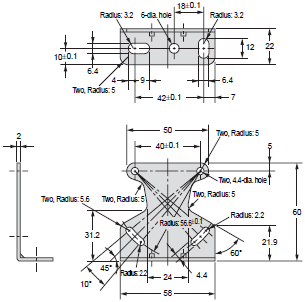 18±0.1
Radius: 3.2
6-dia. hole
Radius: 3.2
10±0.1
12
22
6.4
4
9
6.4
Two, Radius: 5
42±0.1
7
2
50
Two, Radius: 5
40±0.1
5
Two, 4.4-dia. hole
Two, Radius: 5.6
Two, Radius: 5
Two, Radius: 5
60
Radius: 56.6±0.1
Radius: 2.2
31.2
21.9
45°
60°
Radius: 2.2
10°
24
4.4
58